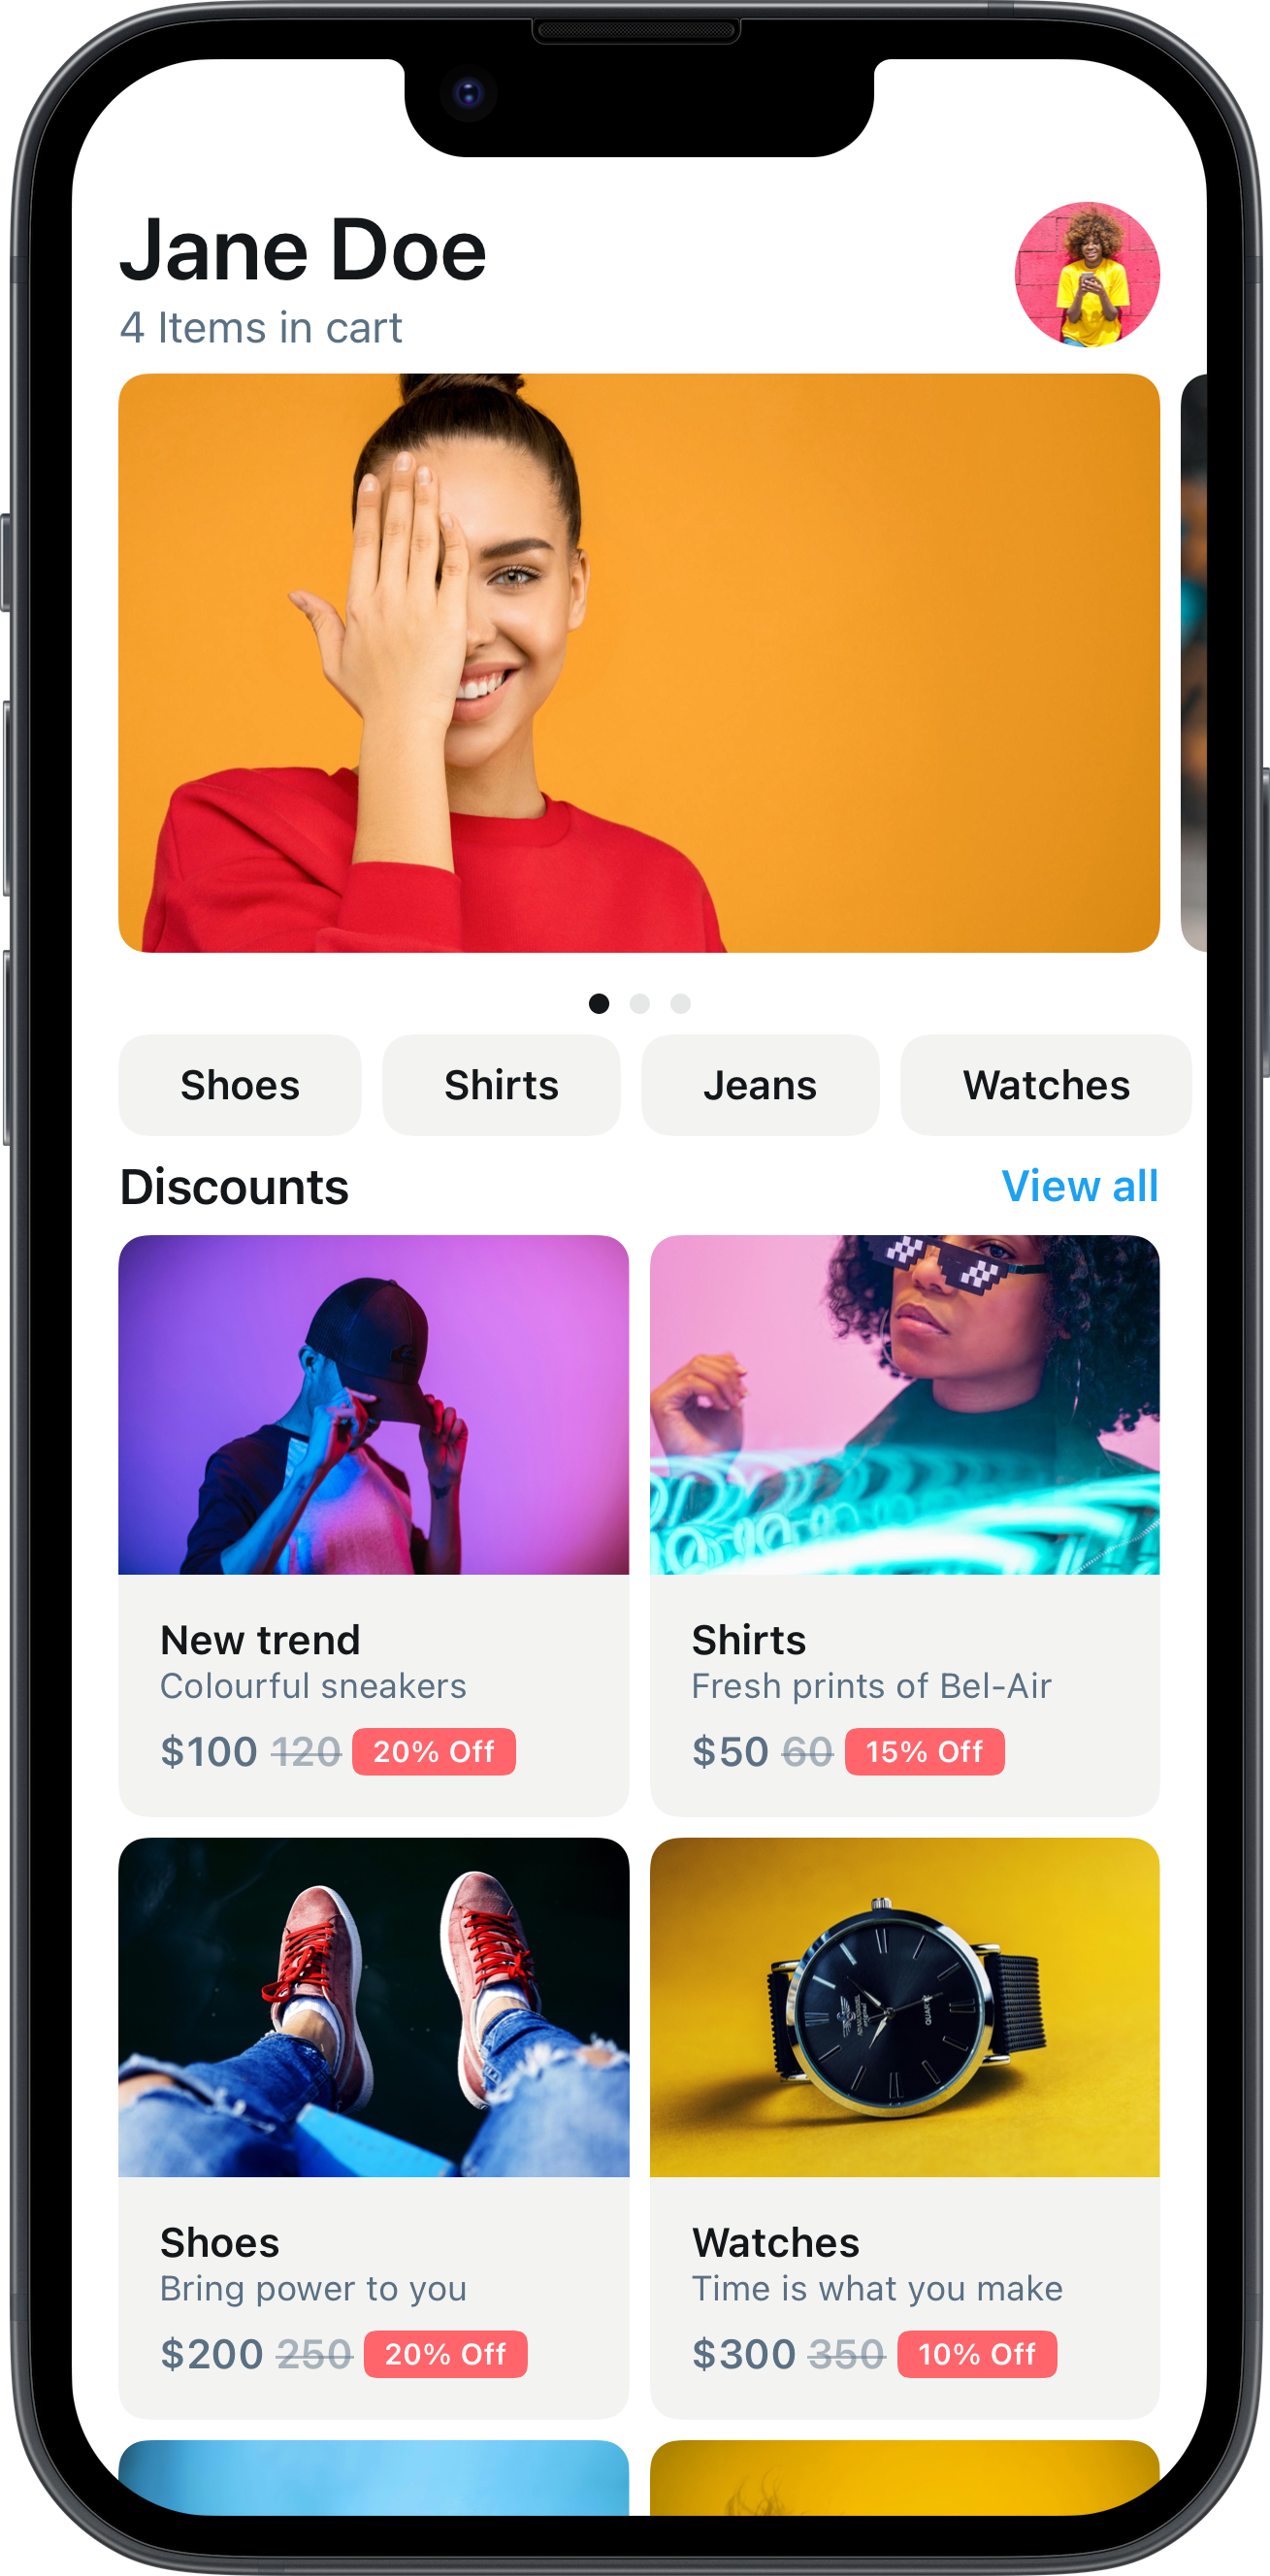 Jane Doe
4 Items in cart
Shoes Shirts Jeans Watches
Discounts View all
New trend
Colourful sneakers
$100 120 20% Off
Shirts
Fresh prints of Bel-Air
$50 60 15% Off
Shoes
Bring power to you
$200 250 20% Off
QUARTZ
Watches
Time is what you make
$300 350 10% Off